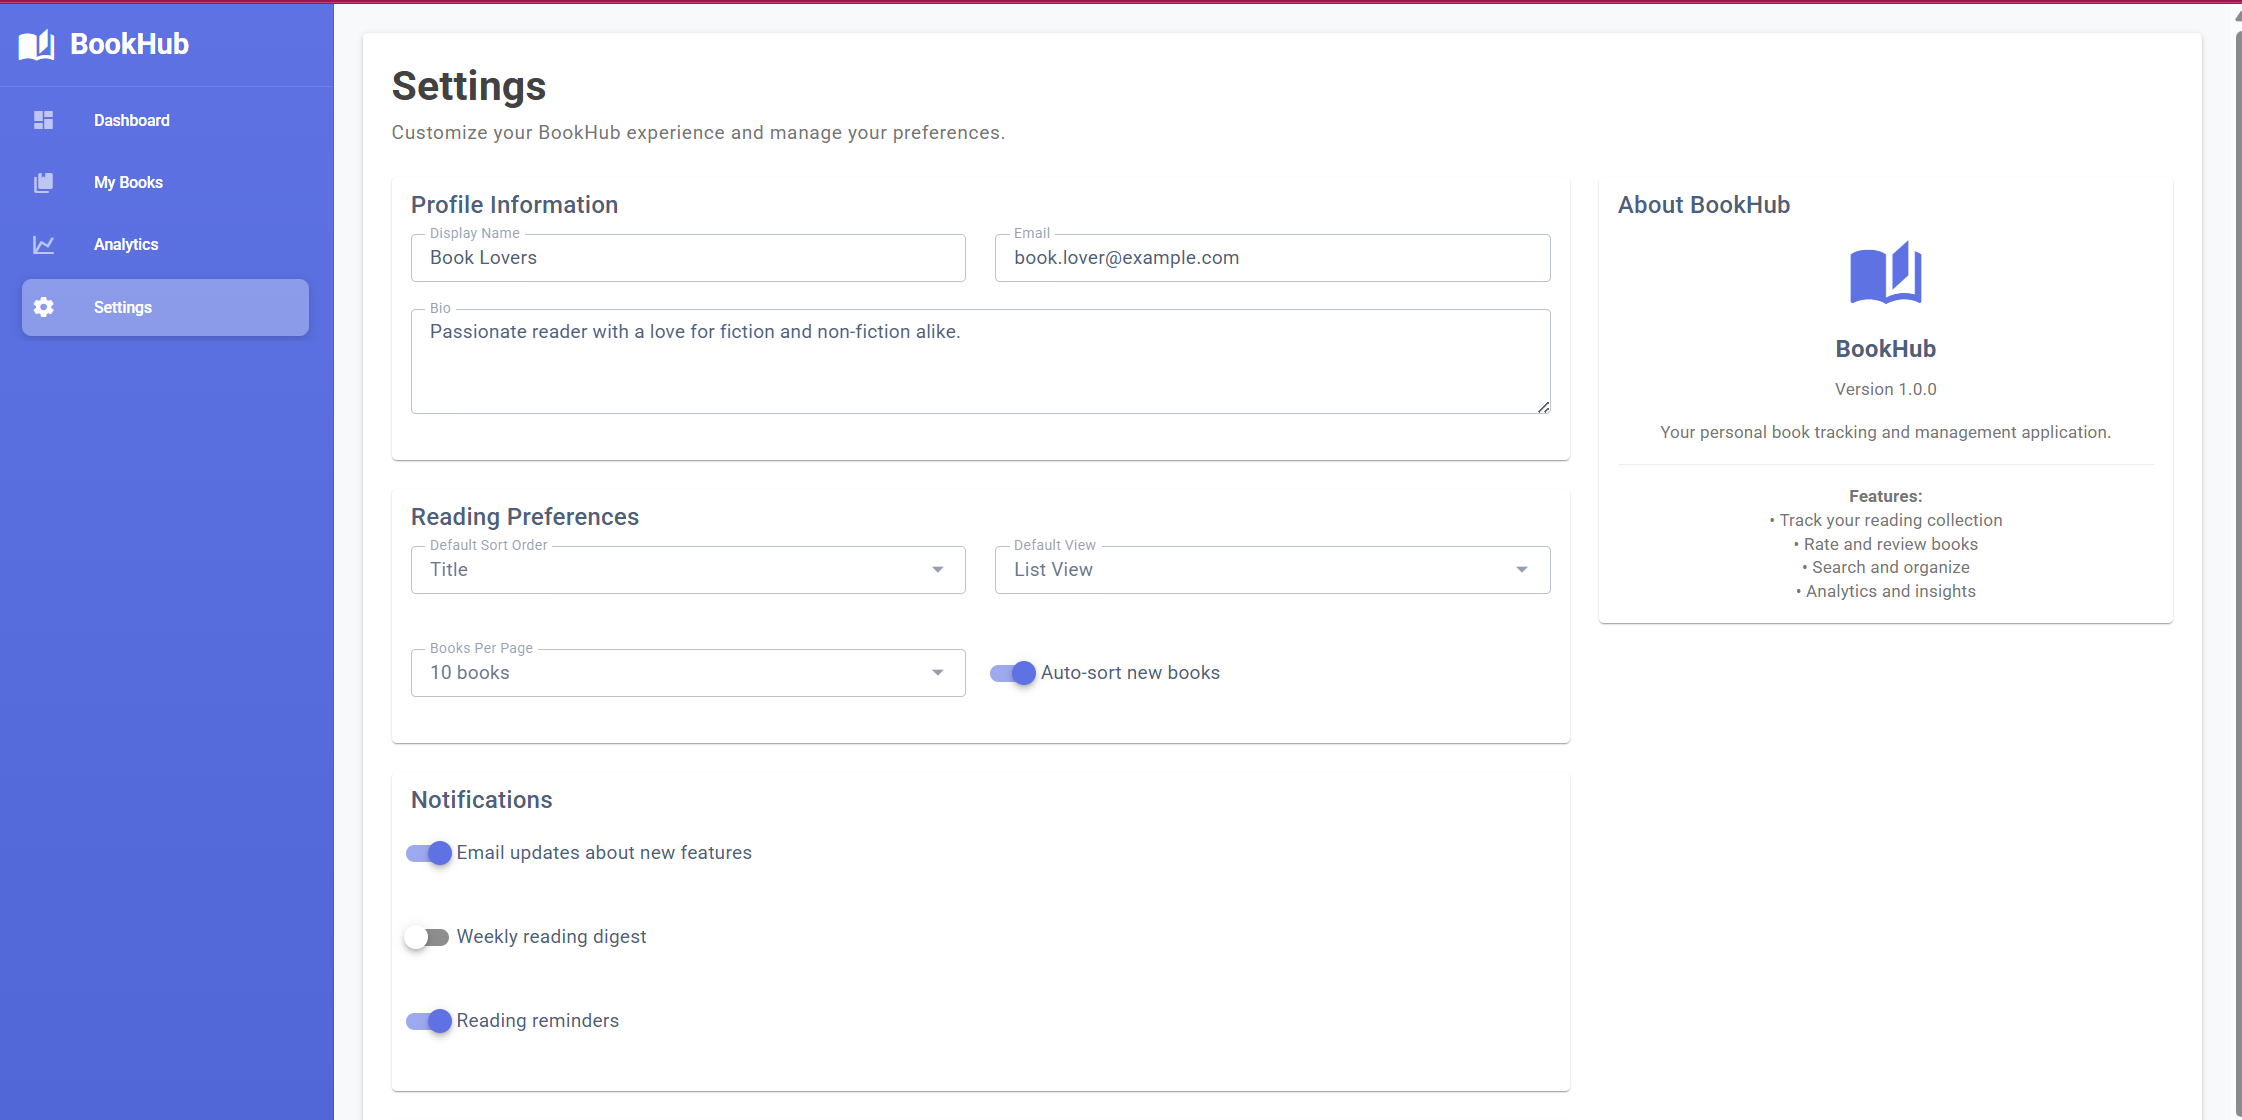 BookHub
Dashboard
My Books
Analytics
Settings
Settings
Customize your BookHub experience and manage your preferences.
Profile Information
Display Name
Book Lovers
Email
book.lover@example.com
Bio
Passionate reader with a love for fiction and non-fiction alike.
Reading Preferences
Default Sort Order
Title
Default View
List View
Books Per Page
10 books
Auto-sort new books
Notifications
Email updates about new features
Weekly reading digest
Reading reminders
About BookHub
BookHub
Version 1.0.0
Your personal book tracking and management application.
Features:
• Track your reading collection
• Rate and review books
• Search and organize
• Analytics and insights